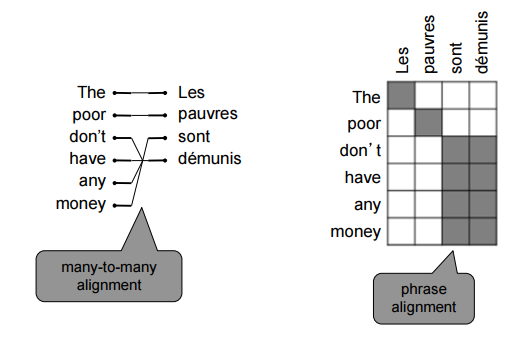 The Les
poor pauvres
don't sont
have démunis
any
money
many-to-many
alignment
Les
pauvres
sont
démunis
The
poor
don't
have
any
money
phrase
alignment